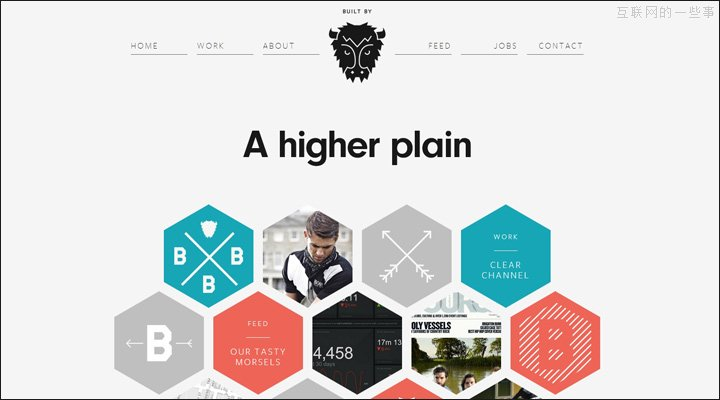 互联网的一些事
BUILT BY
HOME WORK ABOUT FEED JOBS CONTACT
A higher plain
B B
B
WORK
CLEAR
CHANNEL
B
FEED
OUR TASTY
MORSELS
4,458
17m 13
OLY VESSELS
B